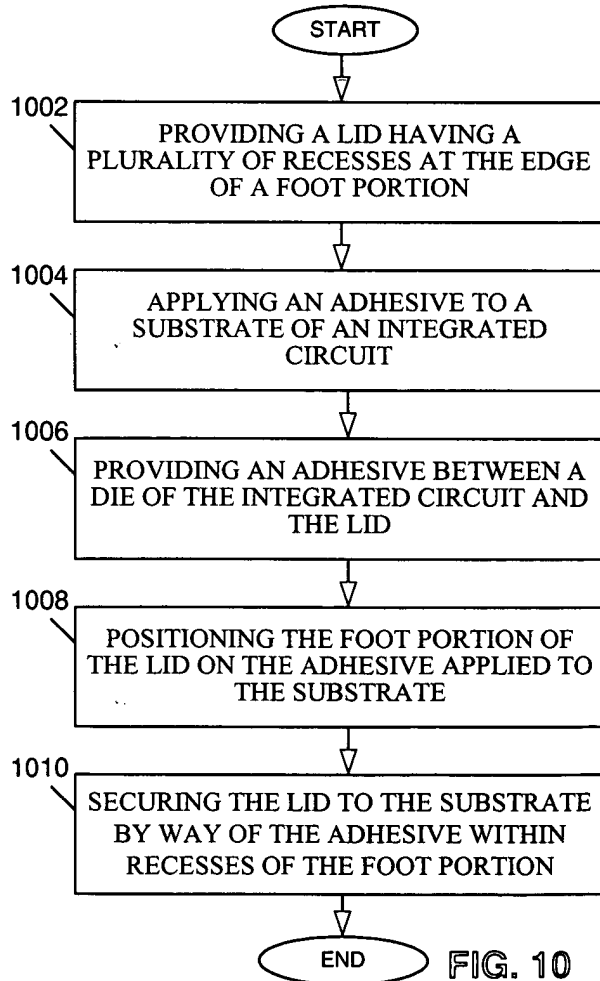 START
1002
PROVIDING A LID HAVING A
PLURALITY OF RECESSES AT THE EDGE
OF A FOOT PORTION
1004
APPLYING AN ADHESIVE TO A
SUBSTRATE OF AN INTEGRATED
CIRCUIT
1006
PROVIDING AN ADHESIVE BETWEEN A
DIE OF THE INTEGRATED CIRCUIT AND
THE LID
1008
POSITIONING THE FOOT PORTION OF
THE LID ON THE ADHESIVE APPLIED TO
THE SUBSTRATE
1010
SECURING THE LID TO THE SUBSTRATE
BY WAY OF THE ADHESIVE WITHIN
RECESSES OF THE FOOT PORTION
END
FIG. 10